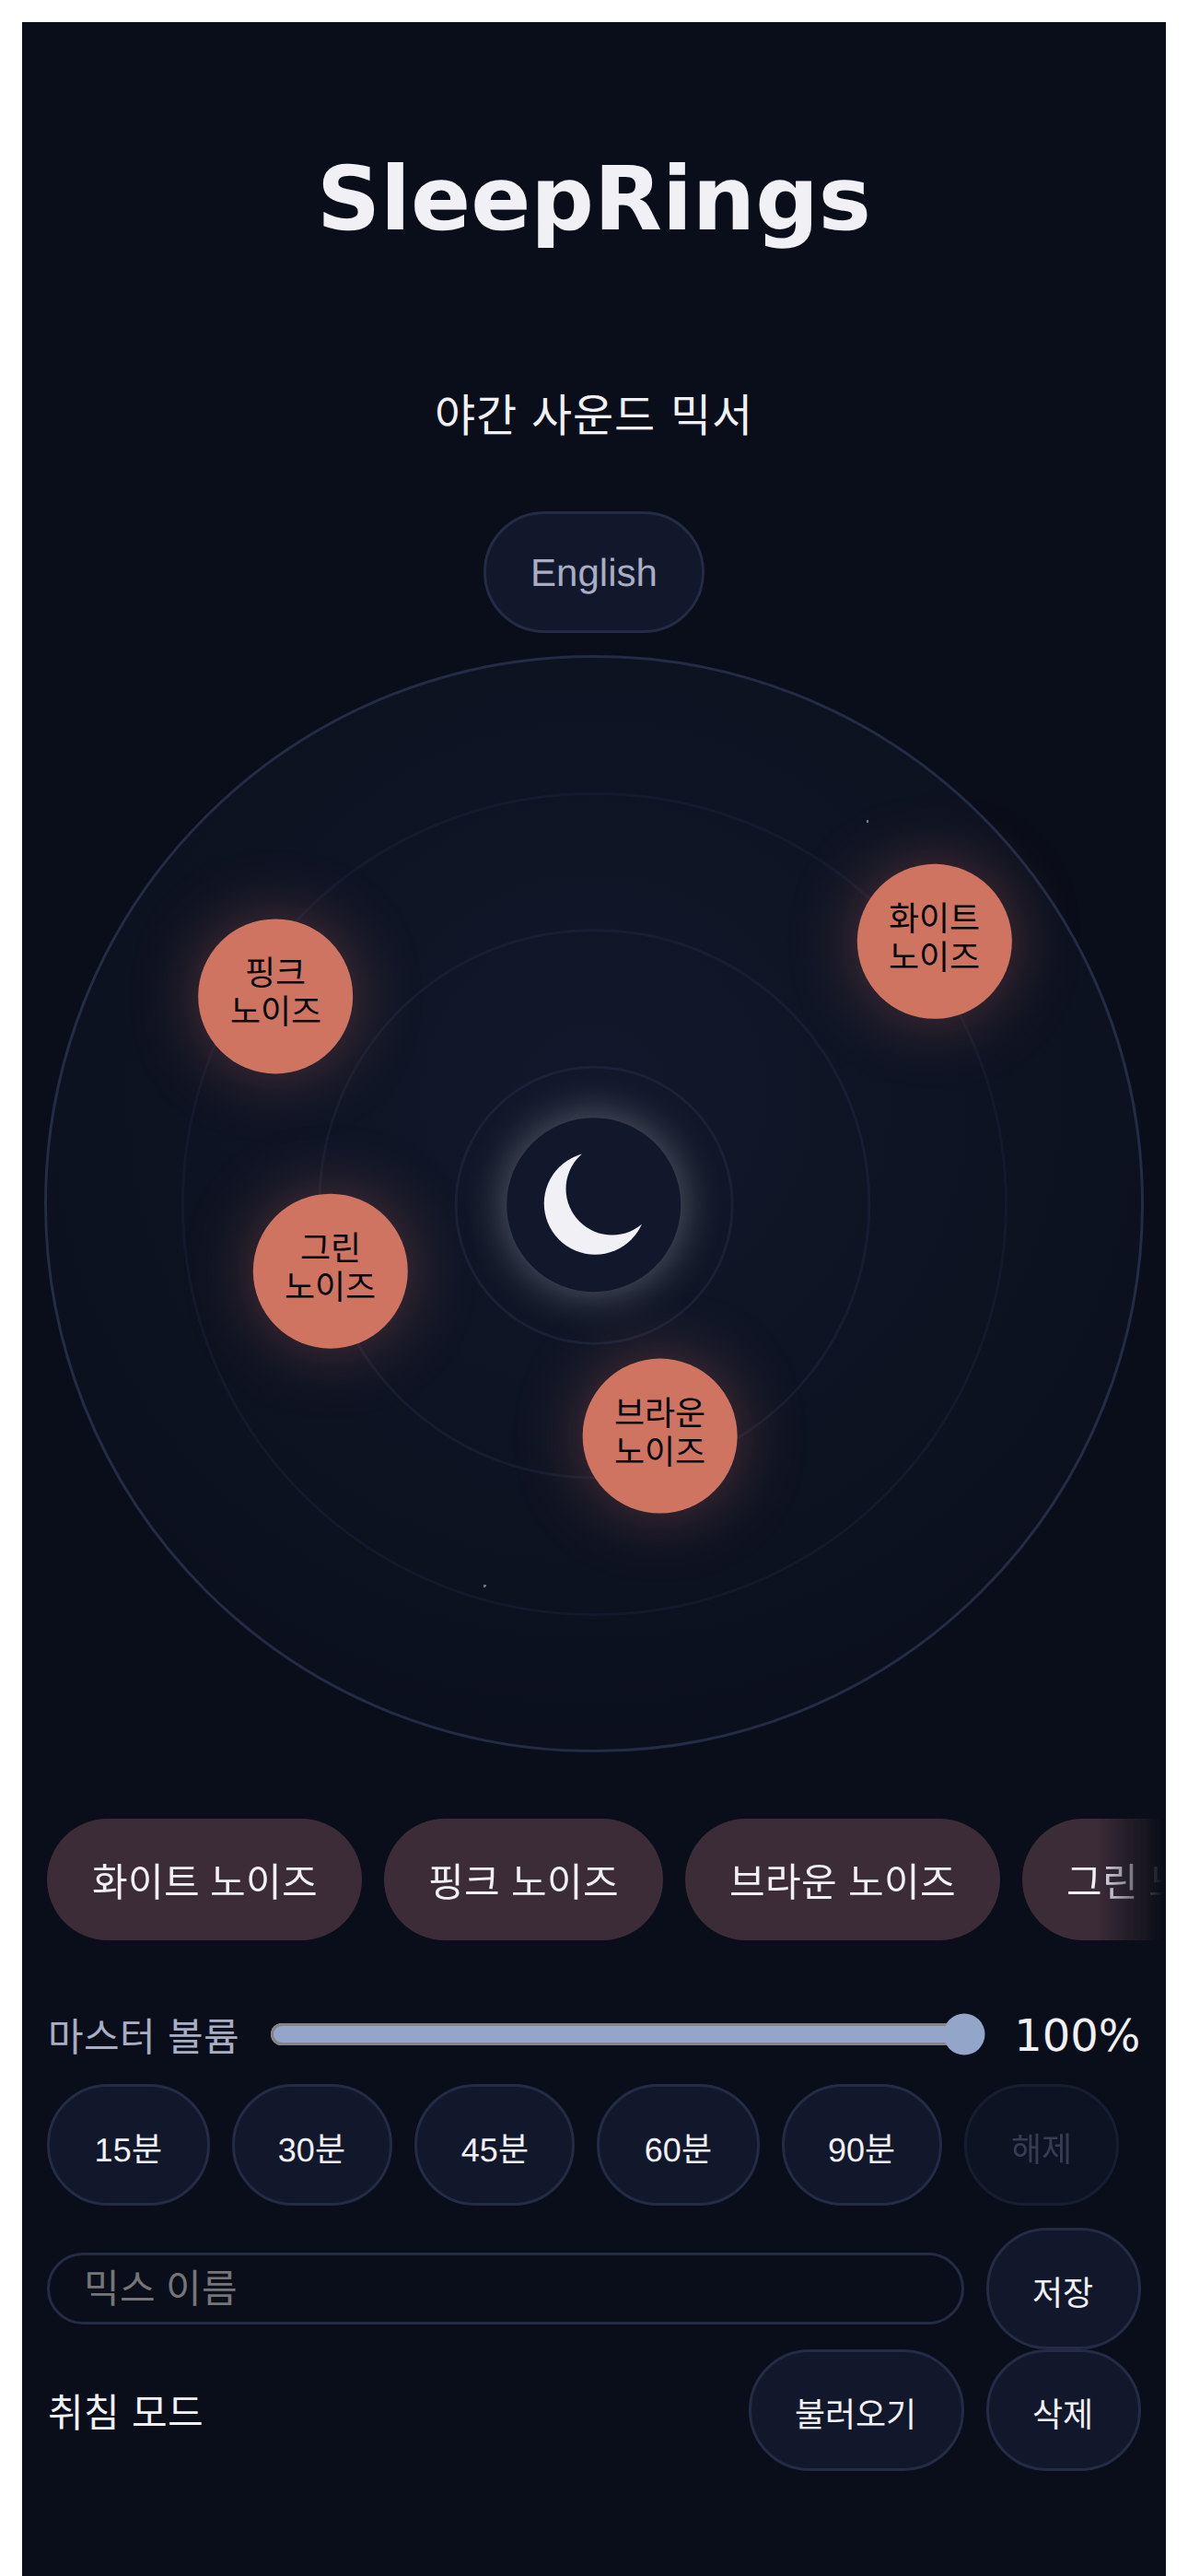 SleepRings
야간 사운드 믹서
English
화이트
노이즈
핑크
노이즈
그린
노이즈
브라운
노이즈
화이트 노이즈
핑크 노이즈
브라운 노이즈
그린
마스터 볼륨
100%
15분
30분
45분
60분
90분
해제
믹스 이름
저장
취침 모드
불러오기
삭제